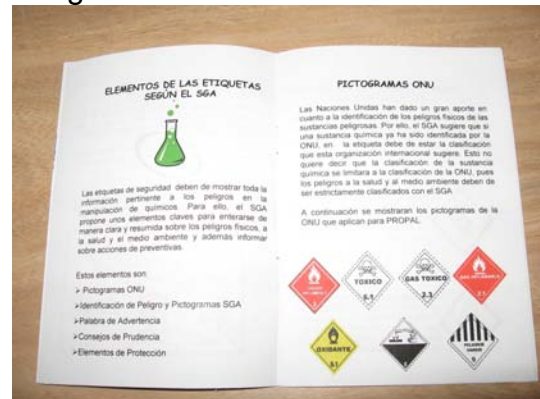 ELEMENTOS DE LAS ETIQUETAS
SEGÚN EL SGA
Las etiquetas de seguridad deben de mostrar toda la
información pertinente a los peligros en la
manipulación de químicos. Para ello, el SGA
propone unos elementos claves para enterarse de
manera clara y resumida sobre los peligros físicos, a
la salud y el medio ambiente y además informar
sobre acciones de preventivas.
Estos elementos son:
➢ Pictogramas ONU
➢Identificación de Peligro y Pictogramas SGA
➢Palabra de Advertencia
➢Consejos de Prudencia
➢Elementos de Protección
PICTOGRAMAS ONU
Las Naciones Unidas han dado un gran aporte en
cuanto a la identificación de los peligros físicos de las
sustancias peligrosas. Por ello, el SGA sugiere que si
una sustancia química ya ha sido identificada por la
ONU, en la etiqueta debe de estar la clasificación
que esta organización internacional sugiere. Esto no
quiere decir que la clasificación de la sustancia
química se limitara a la clasificación de la ONU, pues
los peligros a la salud y al medio ambiente deben de
ser estrictamente clasificados con el SGA
A continuación se mostraran los pictogramas de la
ONU que aplican para PROPAL
TOXICO
6.1
GAS TOXICO
2.3
2.1
OXIDANTE
5.1